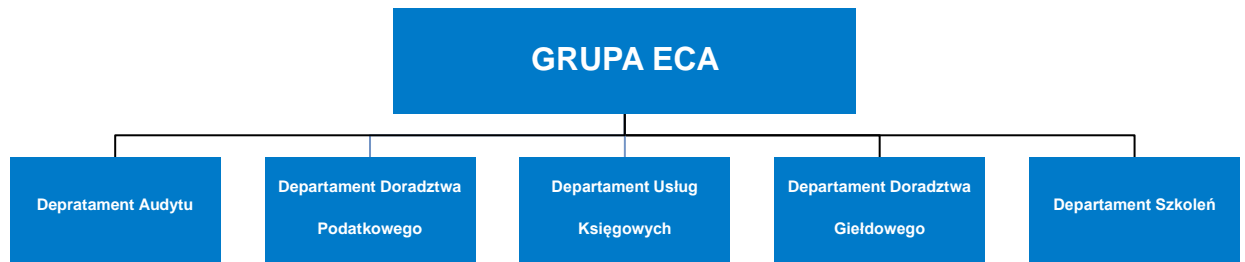 GRUPA ECA
Depratament Audytu
Departament Doradztwa
Podatkowego
Departament Usług
Księgowych
Departament Doradztwa
Giełdowego
Departament Szkoleń